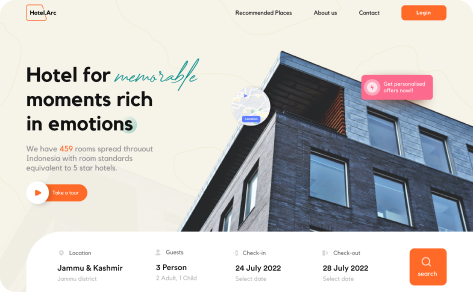 Hotel.Arc
Recommended Places
About us
Contact
Login
Hotel for memorable
moments rich
in emotions
We have 459 rooms spread thruout
Indonesia with room standards
equivalent to 5 star hotels.
Take a tour
Get personalised
offers now!!
Location
Location
Jammu & Kashmir
Jammu district
Guests
3 Person
2 Adult, 1 Child
Check-in
24 July 2022
Select date
Check-out
28 July 2022
Select date
search